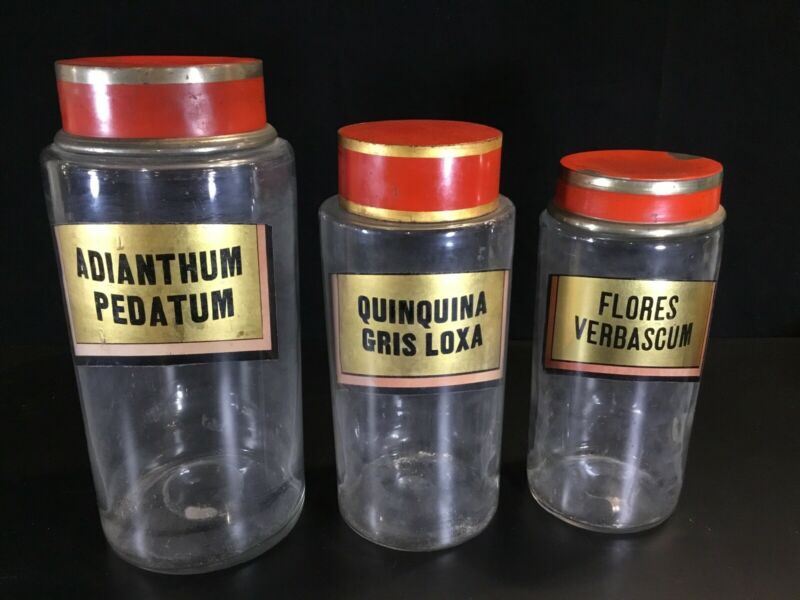 ADIANTHUM
PEDATUM
QUINQUINA
GRIS LOXA
FLORES
VERBASCUM